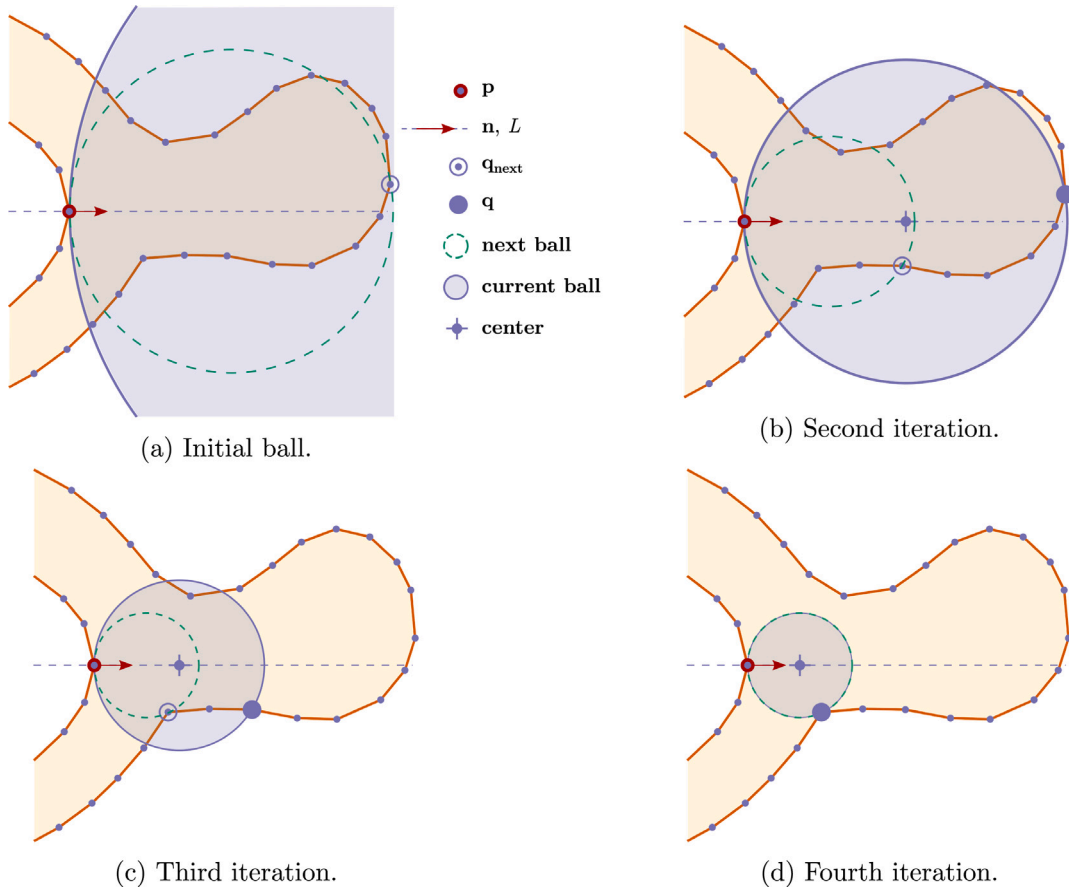 p
n, L
q_next
q
next ball
current ball
center
(a) Initial ball.
(b) Second iteration.
(c) Third iteration.
(d) Fourth iteration.